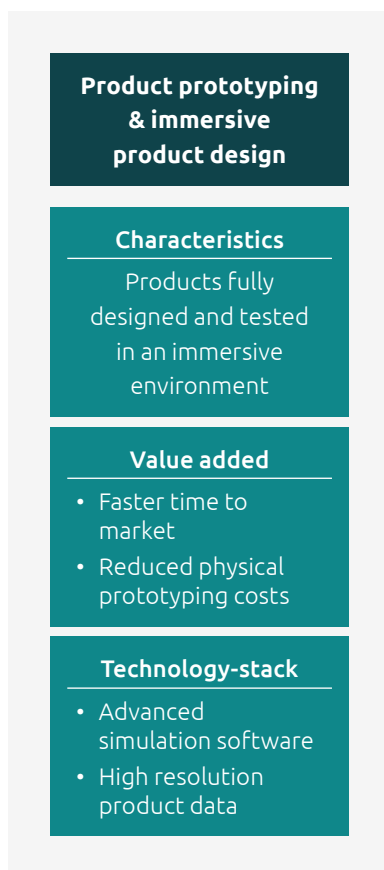 Product prototyping
& immersive
product design
Characteristics
Products fully
designed and tested
in an immersive
environment
Value added
• Faster time to
market
• Reduced physical
prototyping costs
Technology-stack
• Advanced
simulation software
• High resolution
product data